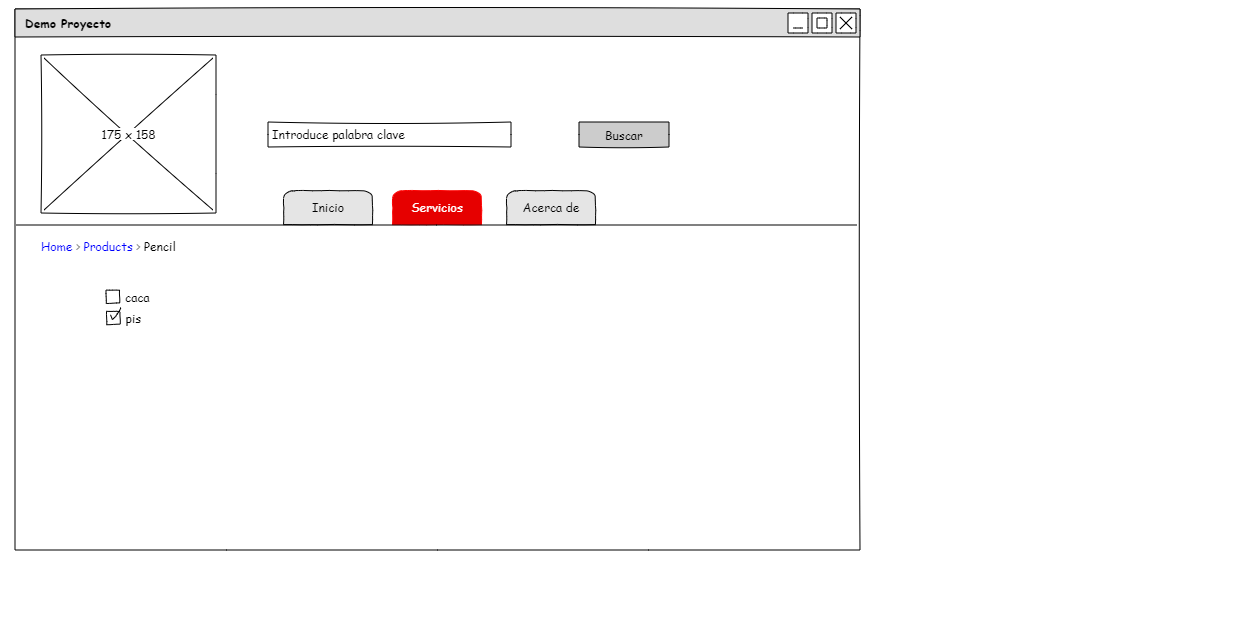 Demo Proyecto
175 x 158
Introduce palabra clave
Buscar
Inicio
Servicios
Acerca de
Home > Products > Pencil
caca
pis